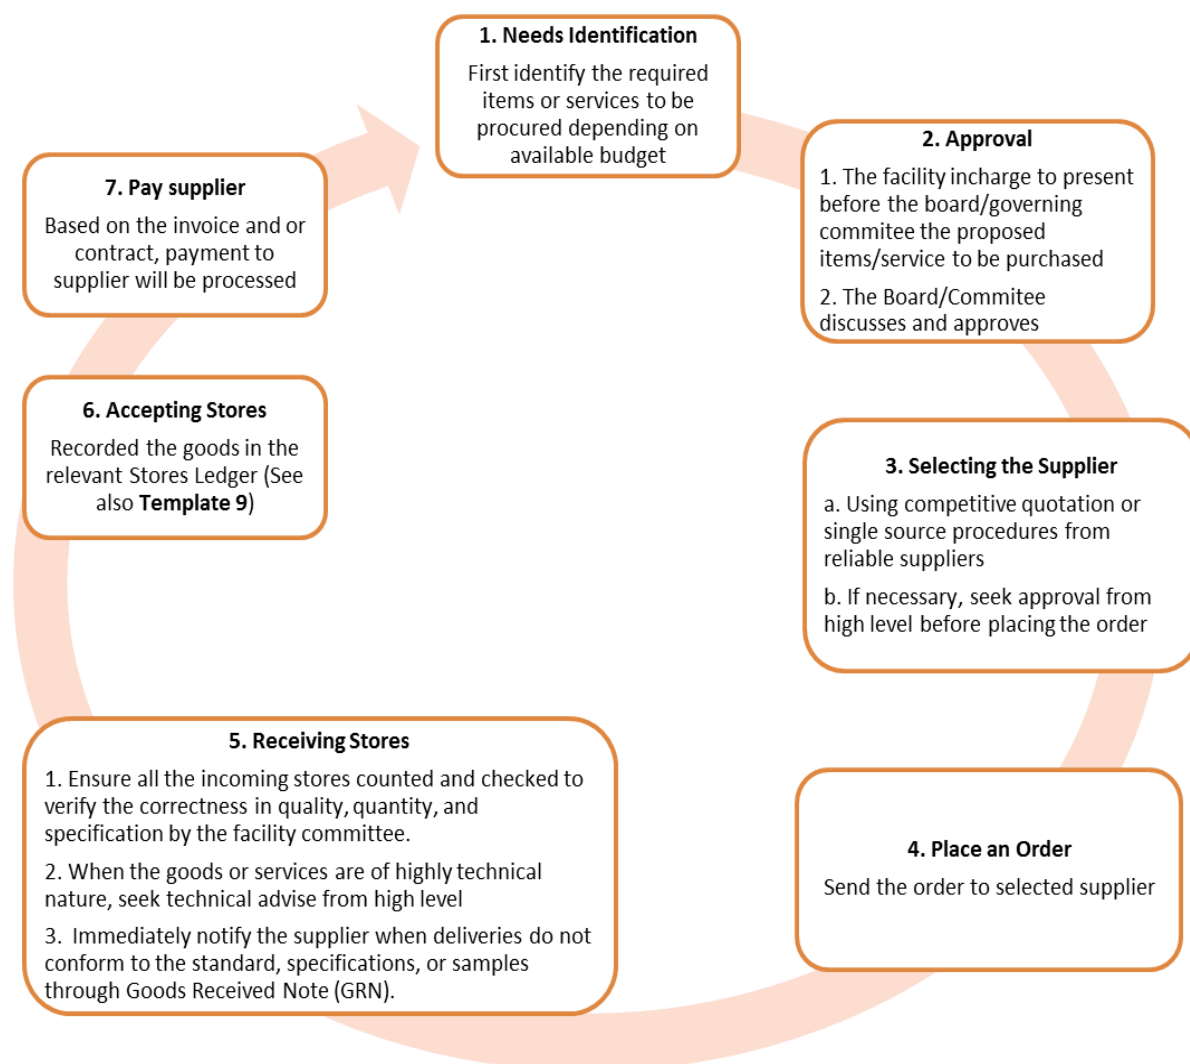 1. Needs Identification
First identify the required
items or services to be
procured depending on
available budget
2. Approval
1. The facility incharge to present
before the board/governing
commitee the proposed
items/service to be purchased
2. The Board/Commitee
discusses and approves
3. Selecting the Supplier
a. Using competitive quotation or
single source procedures from
reliable suppliers
b. If necessary, seek approval from
high level before placing the order
4. Place an Order
Send the order to selected supplier
5. Receiving Stores
1. Ensure all the incoming stores counted and checked to
verify the correctness in quality, quantity, and
specification by the facility committee.
2. When the goods or services are of highly technical
nature, seek technical advise from high level
3. Immediately notify the supplier when deliveries do not
conform to the standard, specifications, or samples
through Goods Received Note (GRN).
6. Accepting Stores
Recorded the goods in the
relevant Stores Ledger (See
also Template 9)
7. Pay supplier
Based on the invoice and or
contract, payment to
supplier will be processed